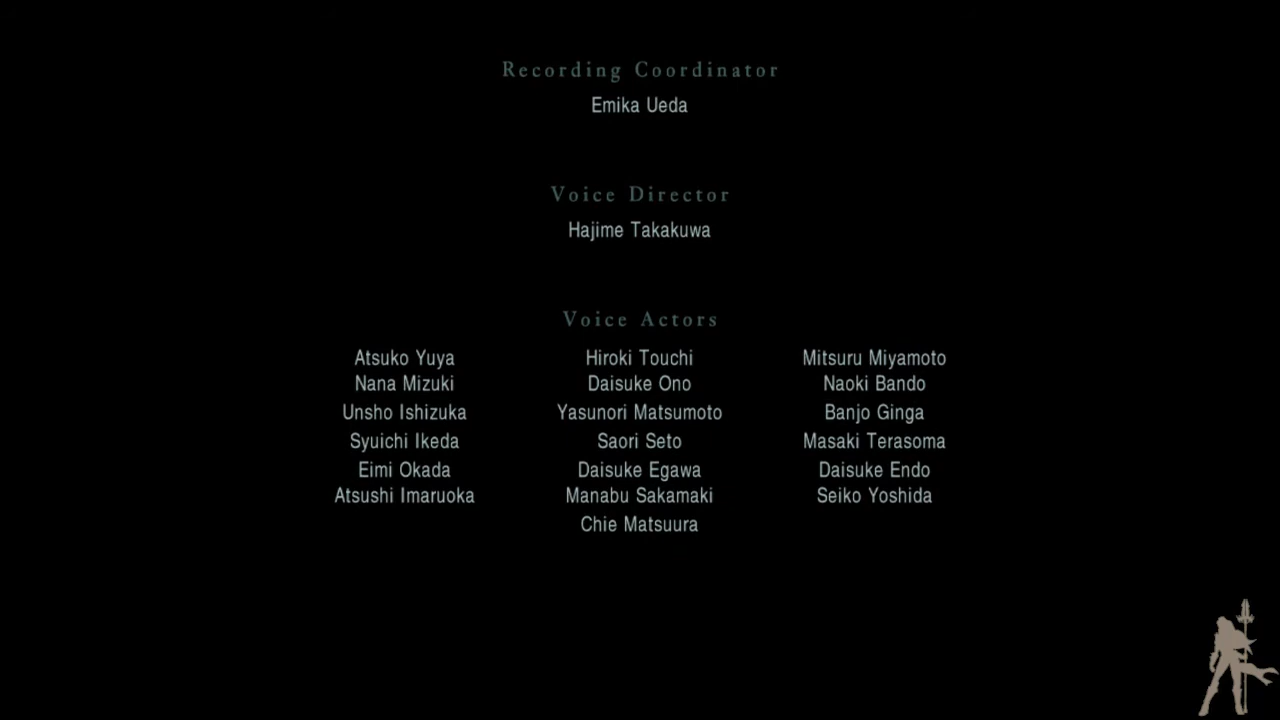 Recording Coordinator
Emika Ueda
Voice Director
Hajime Takakuwa
Voice Actors
Atsuko Yuya Hiroki Touchi Mitsuru Miyamoto
Nana Mizuki Daisuke Ono Naoki Bando
Unsho Ishizuka Yasunori Matsumoto Banjo Ginga
Syuichi Ikeda Saori Seto Masaki Terasoma
Eimi Okada Daisuke Egawa Daisuke Endo
Atsushi Imaruoka Manabu Sakamaki Seiko Yoshida
Chie Matsuura